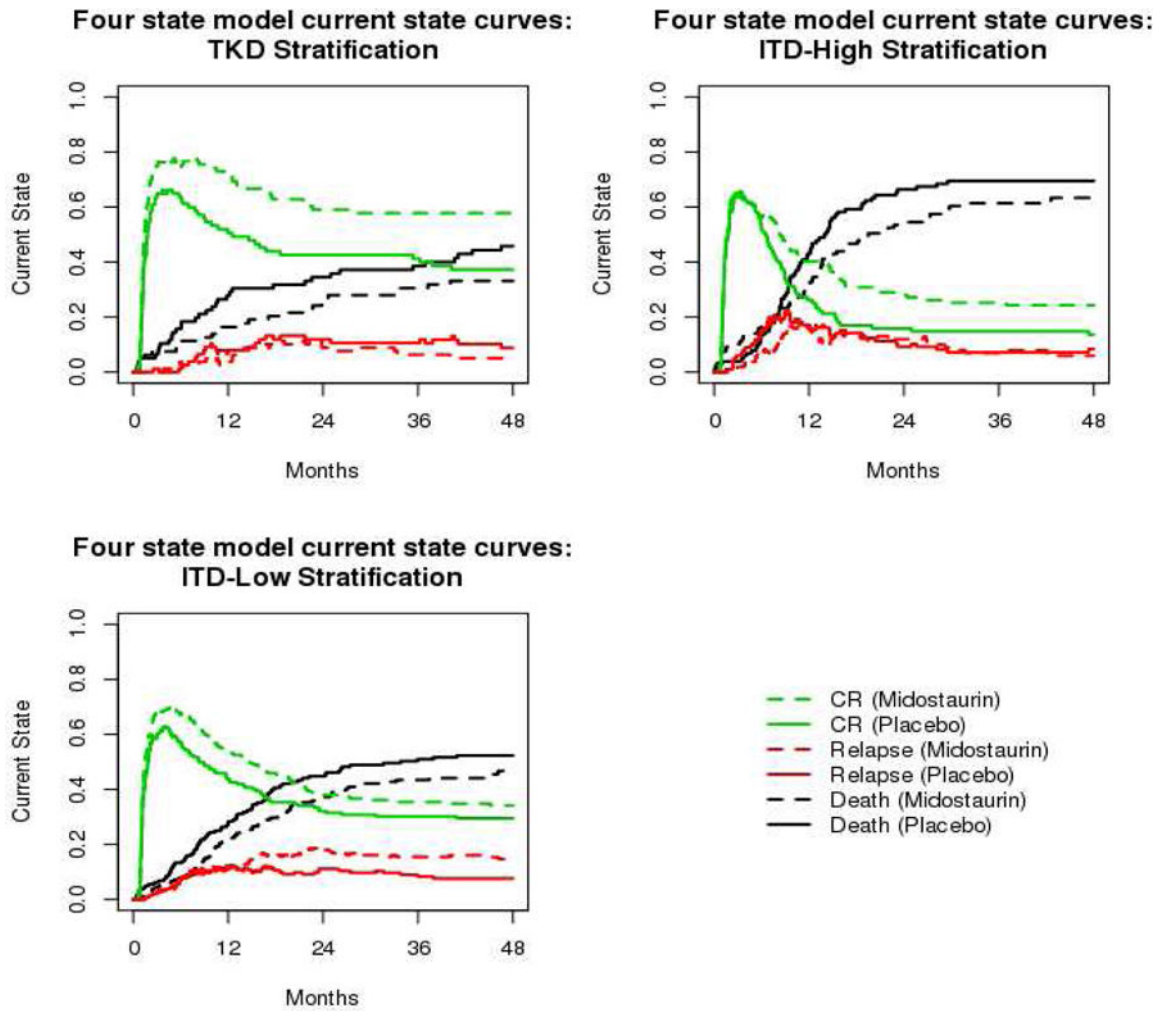 Four state model current state curves:
TKD Stratification
Current State
1.0
0.8
0.6
0.4
0.2
0.0
0 12 24 36 48
Months
Four state model current state curves:
ITD-High Stratification
Current State
1.0
0.8
0.6
0.4
0.2
0.0
0 12 24 36 48
Months
Four state model current state curves:
ITD-Low Stratification
Current State
1.0
0.8
0.6
0.4
0.2
0.0
0 12 24 36 48
Months
CR (Midostaurin)
CR (Placebo)
Relapse (Midostaurin)
Relapse (Placebo)
Death (Midostaurin)
Death (Placebo)